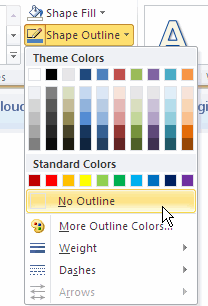 Shape Fill
Shape Outline
Theme Colors
Standard Colors
No Outline
More Outline Colors...
Weight
Dashes
Arrows